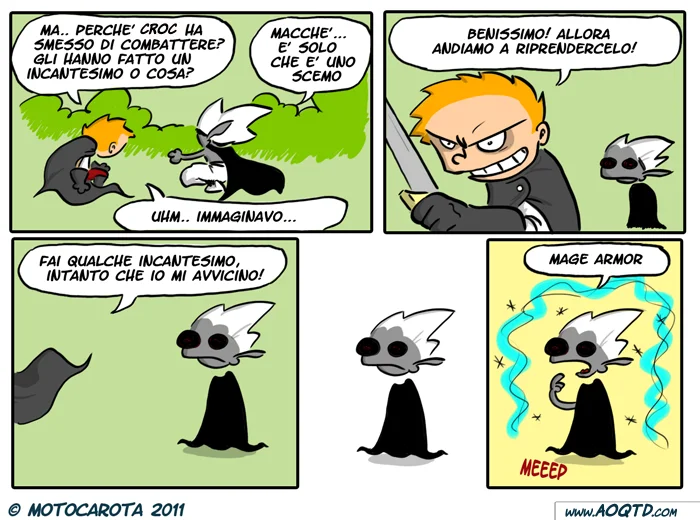 MA.. PERCHE' CROC HA
SMESSO DI COMBATTERE?
GLI HANNO FATTO UN
INCANTESIMO O COSA?
MACCHE'...
E' SOLO
CHE E' UNO
SCEMO
UHM.. IMMAGINAVO...
BENISSIMO! ALLORA
ANDIAMO A RIPRENDERCELO!
FAI QUALCHE INCANTESIMO,
INTANTO CHE IO MI AVVICINO!
MAGE ARMOR
MEEEP
© MOTOCAROTA 2011
WWW.AOQTD.COM